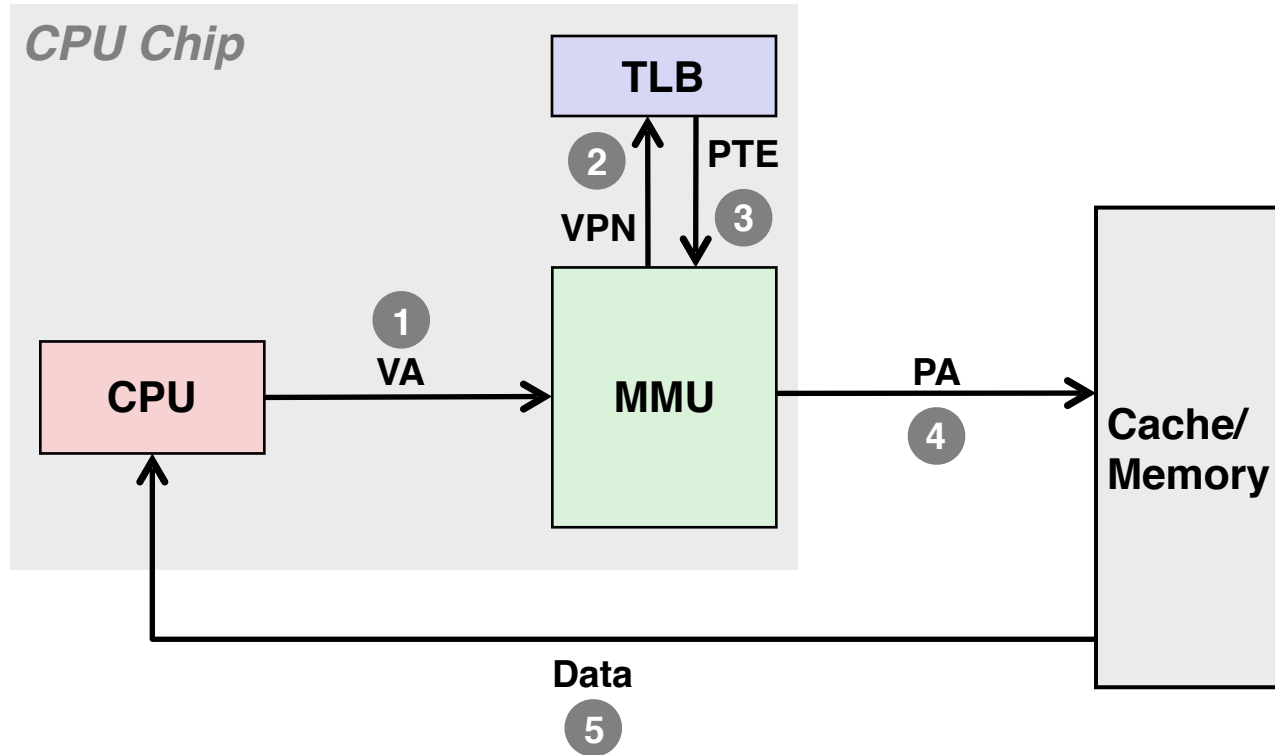 CPU Chip
TLB
2
PTE
VPN
3
1
VA
CPU
MMU
PA
4
Cache/
Memory
Data
5